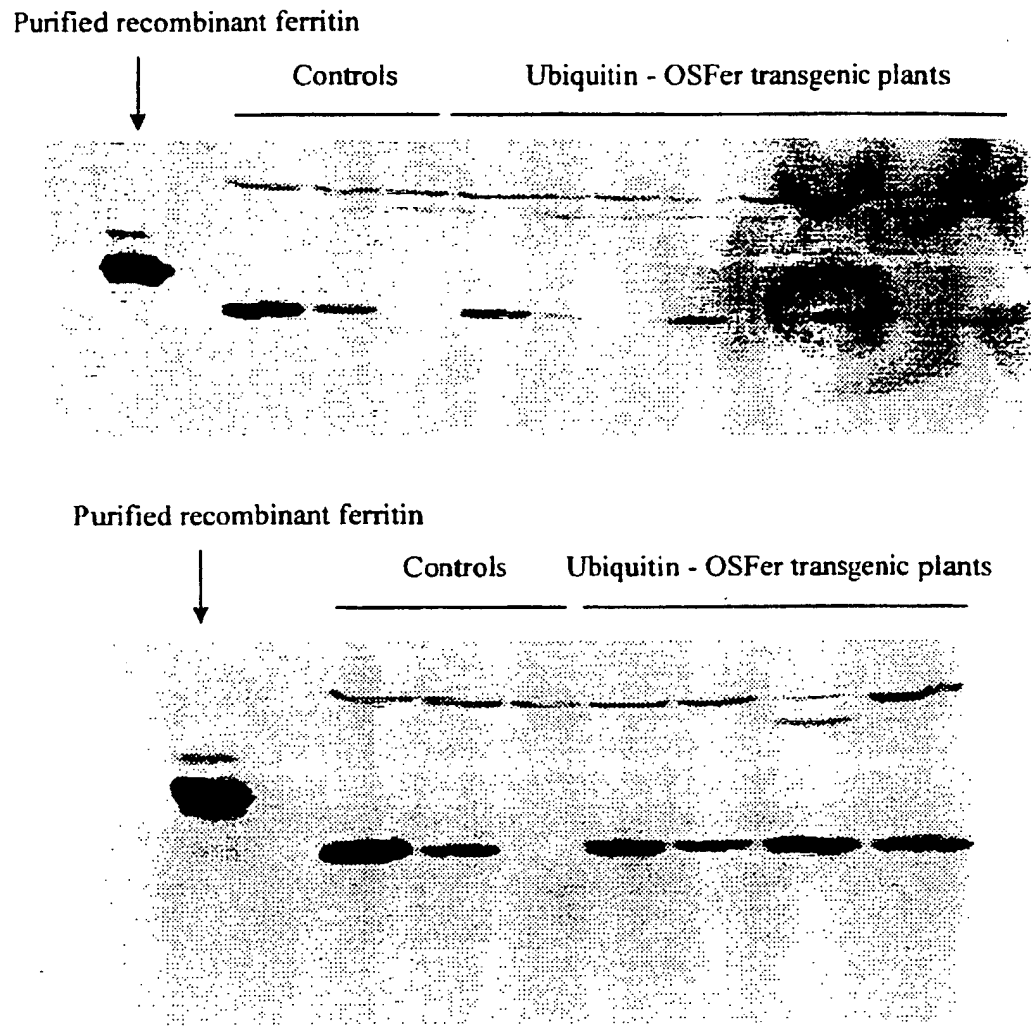 Purified recombinant ferritin
Controls
Ubiquitin - OSFer transgenic plants
Purified recombinant ferritin
Controls
Ubiquitin - OSFer transgenic plants